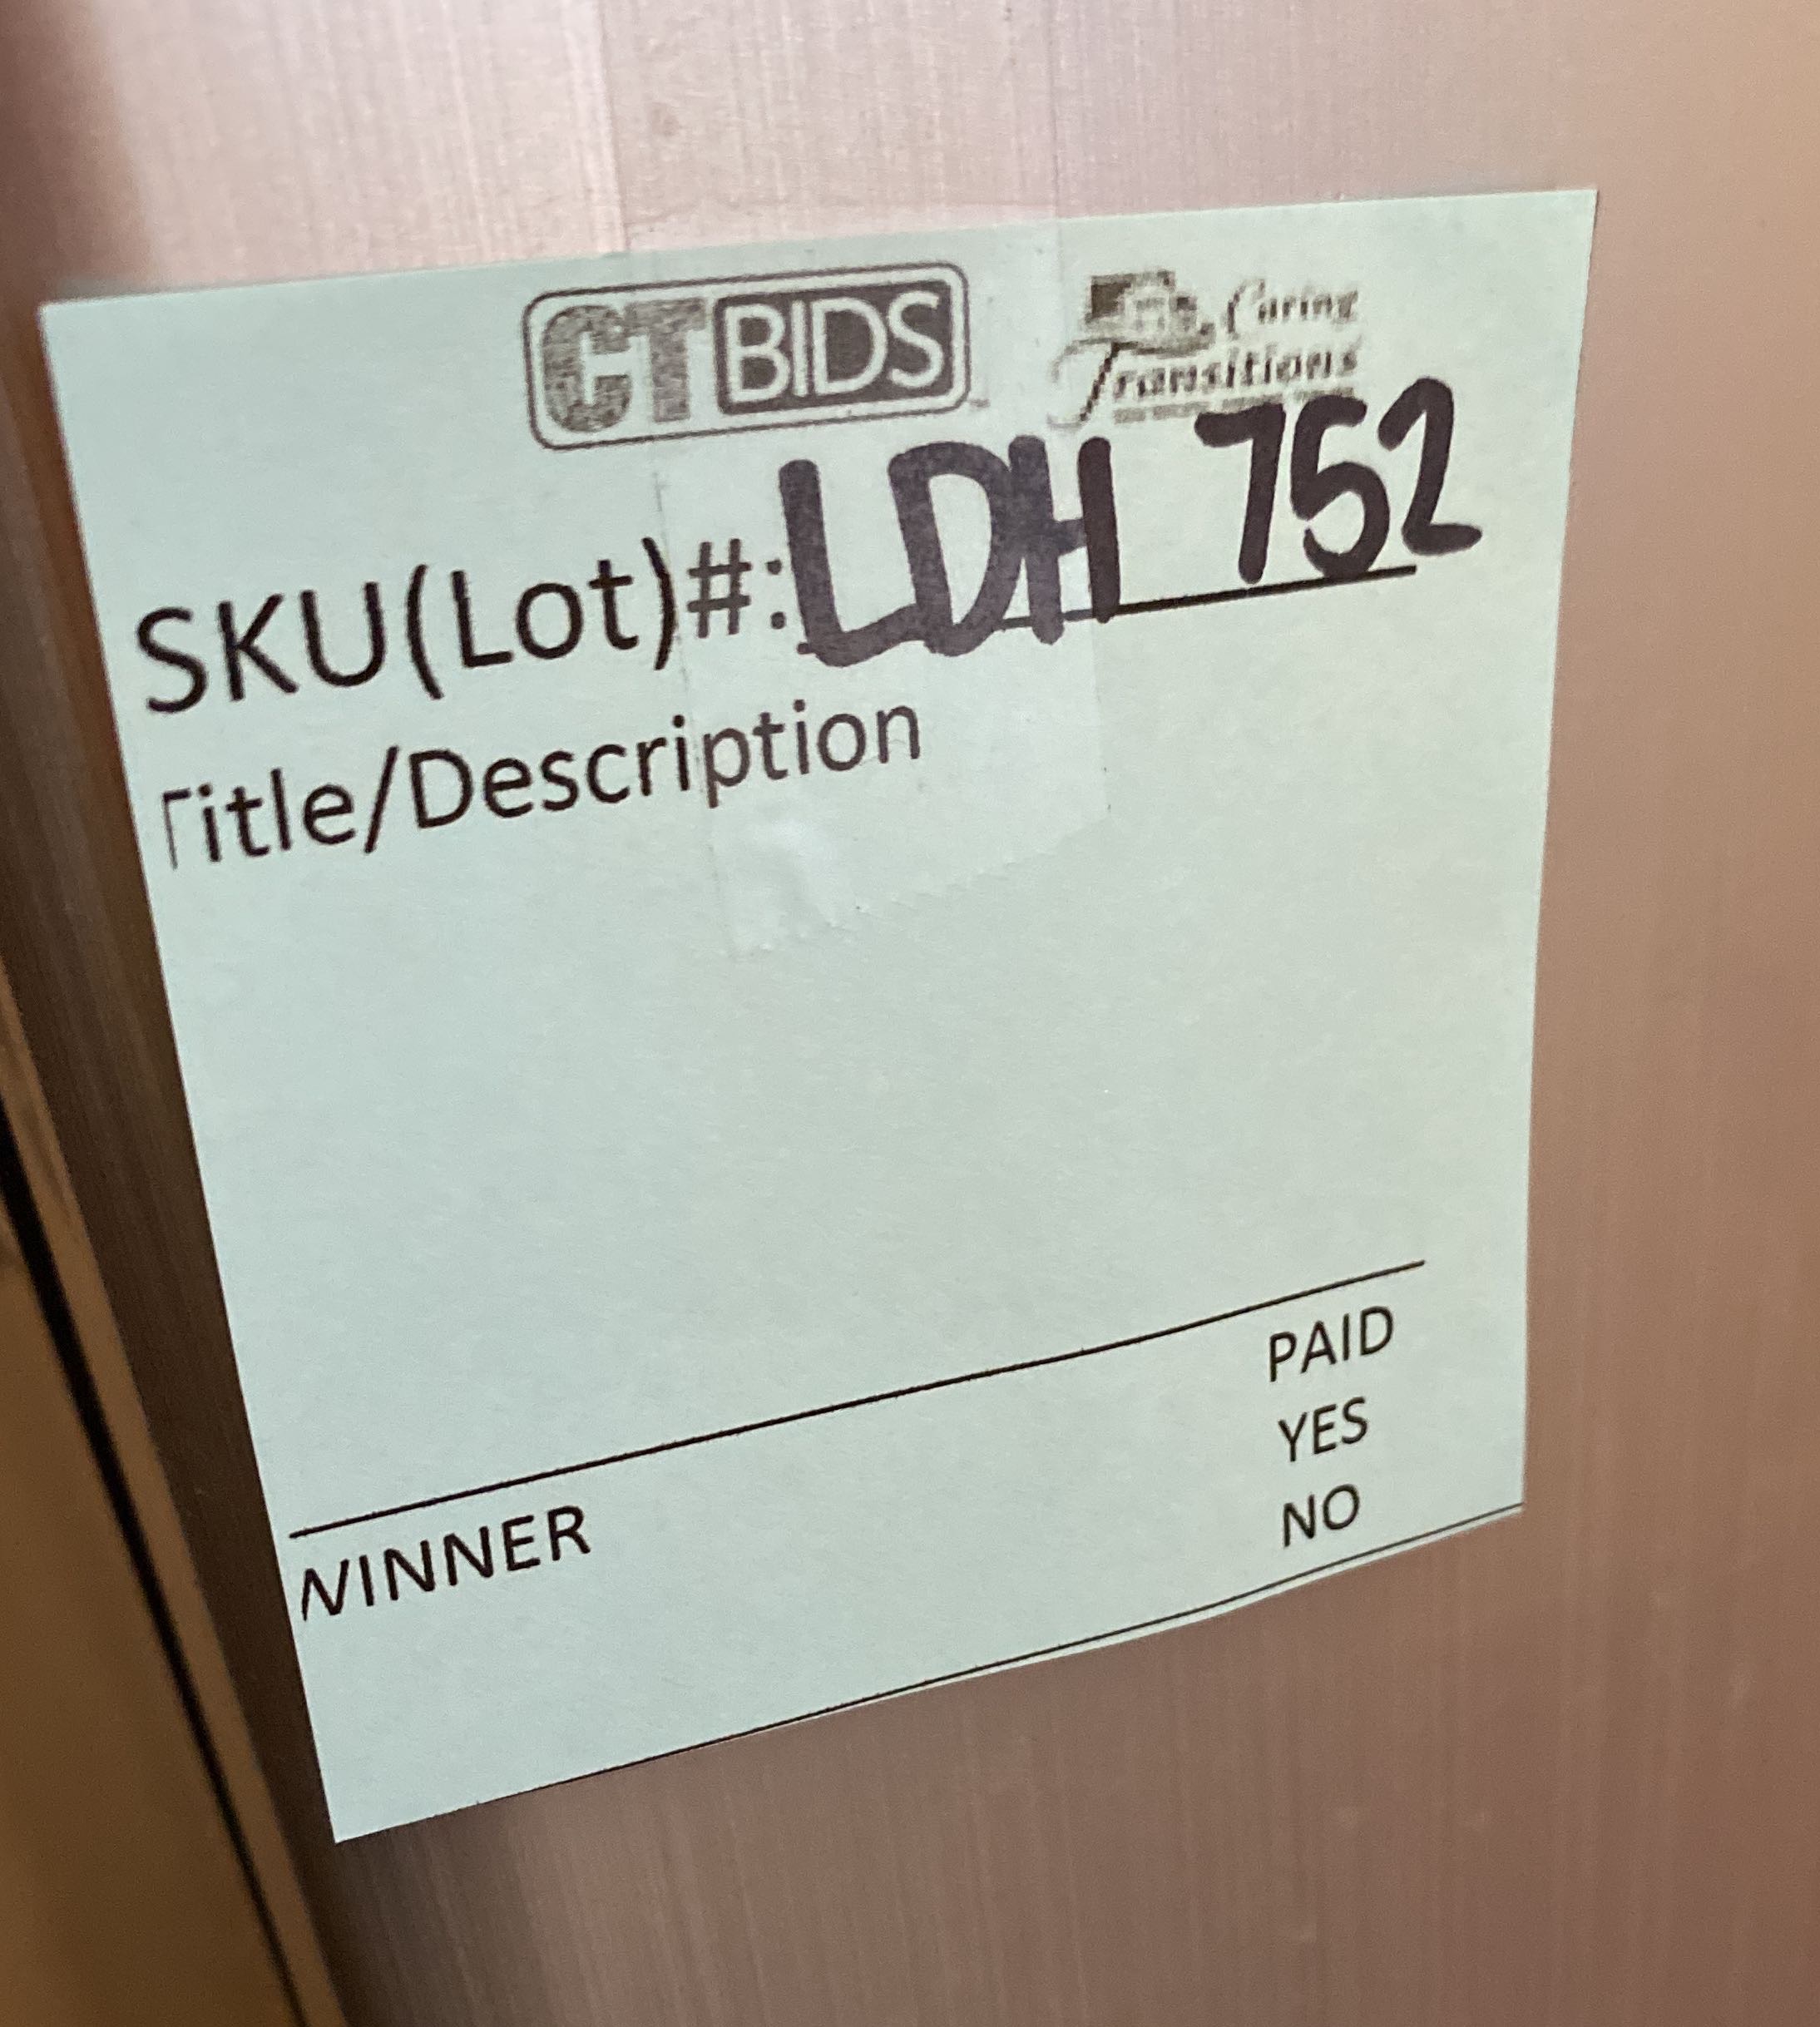 CTBIDS
Caring
Transitions
SKU(Lot)#: LDH 752
Title/Description
PAID
YES
WINNER
NO